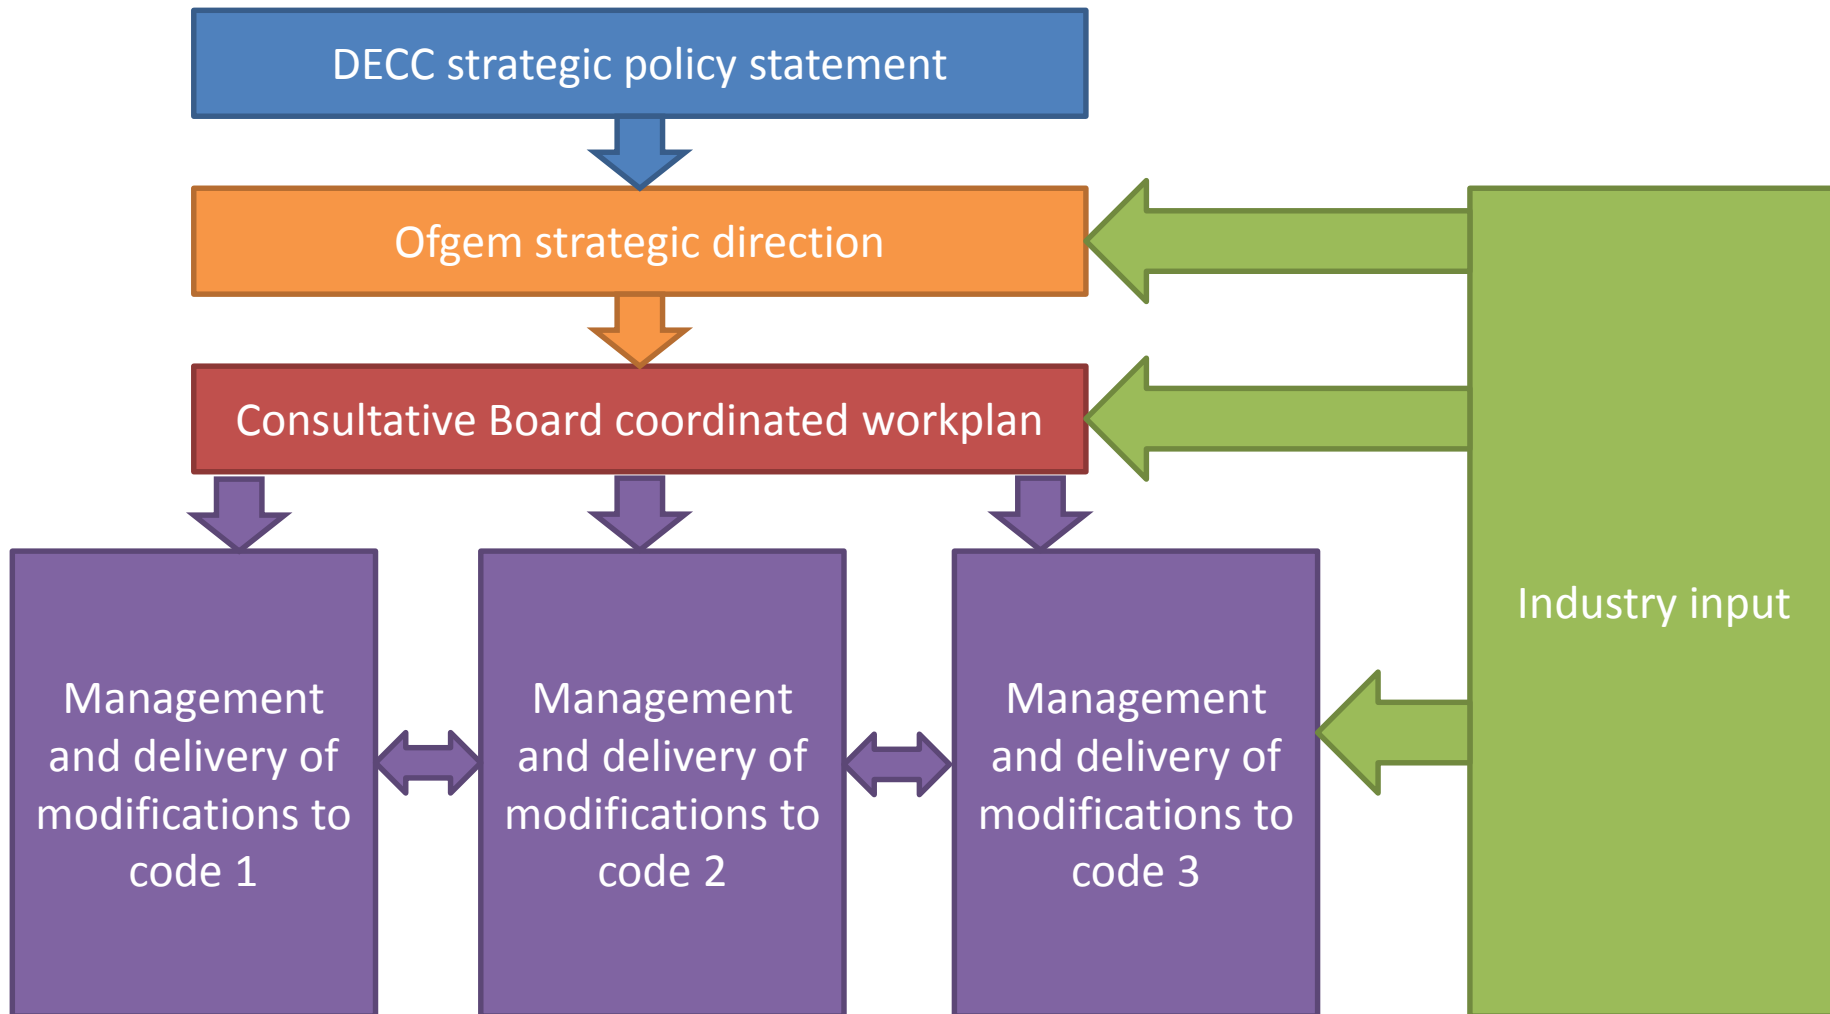 DECC strategic policy statement
Ofgem strategic direction
Consultative Board coordinated workplan
Management
and delivery of
modifications to
code 1
Management
and delivery of
modifications to
code 2
Management
and delivery of
modifications to
code 3
Industry input